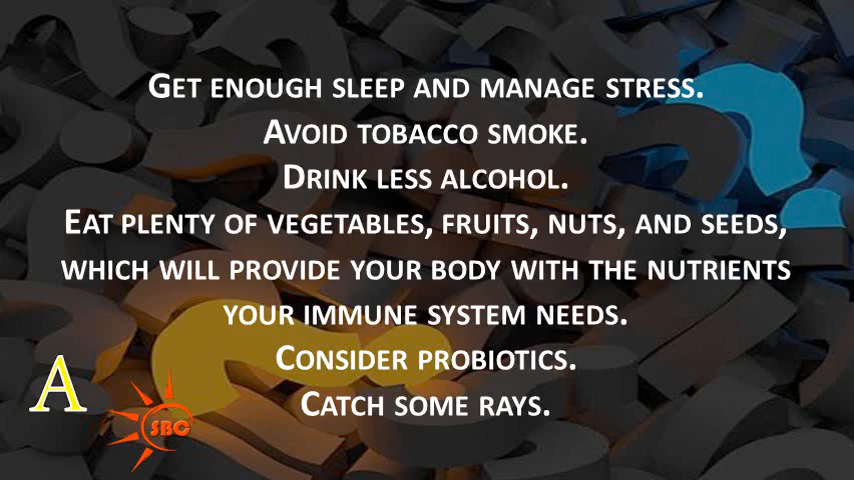 Get enough sleep and manage stress.
Avoid tobacco smoke.
Drink less alcohol.
Eat plenty of vegetables, fruits, nuts, and seeds,
which will provide your body with the nutrients
your immune system needs.
Consider probiotics.
Catch some rays.
A
SBC